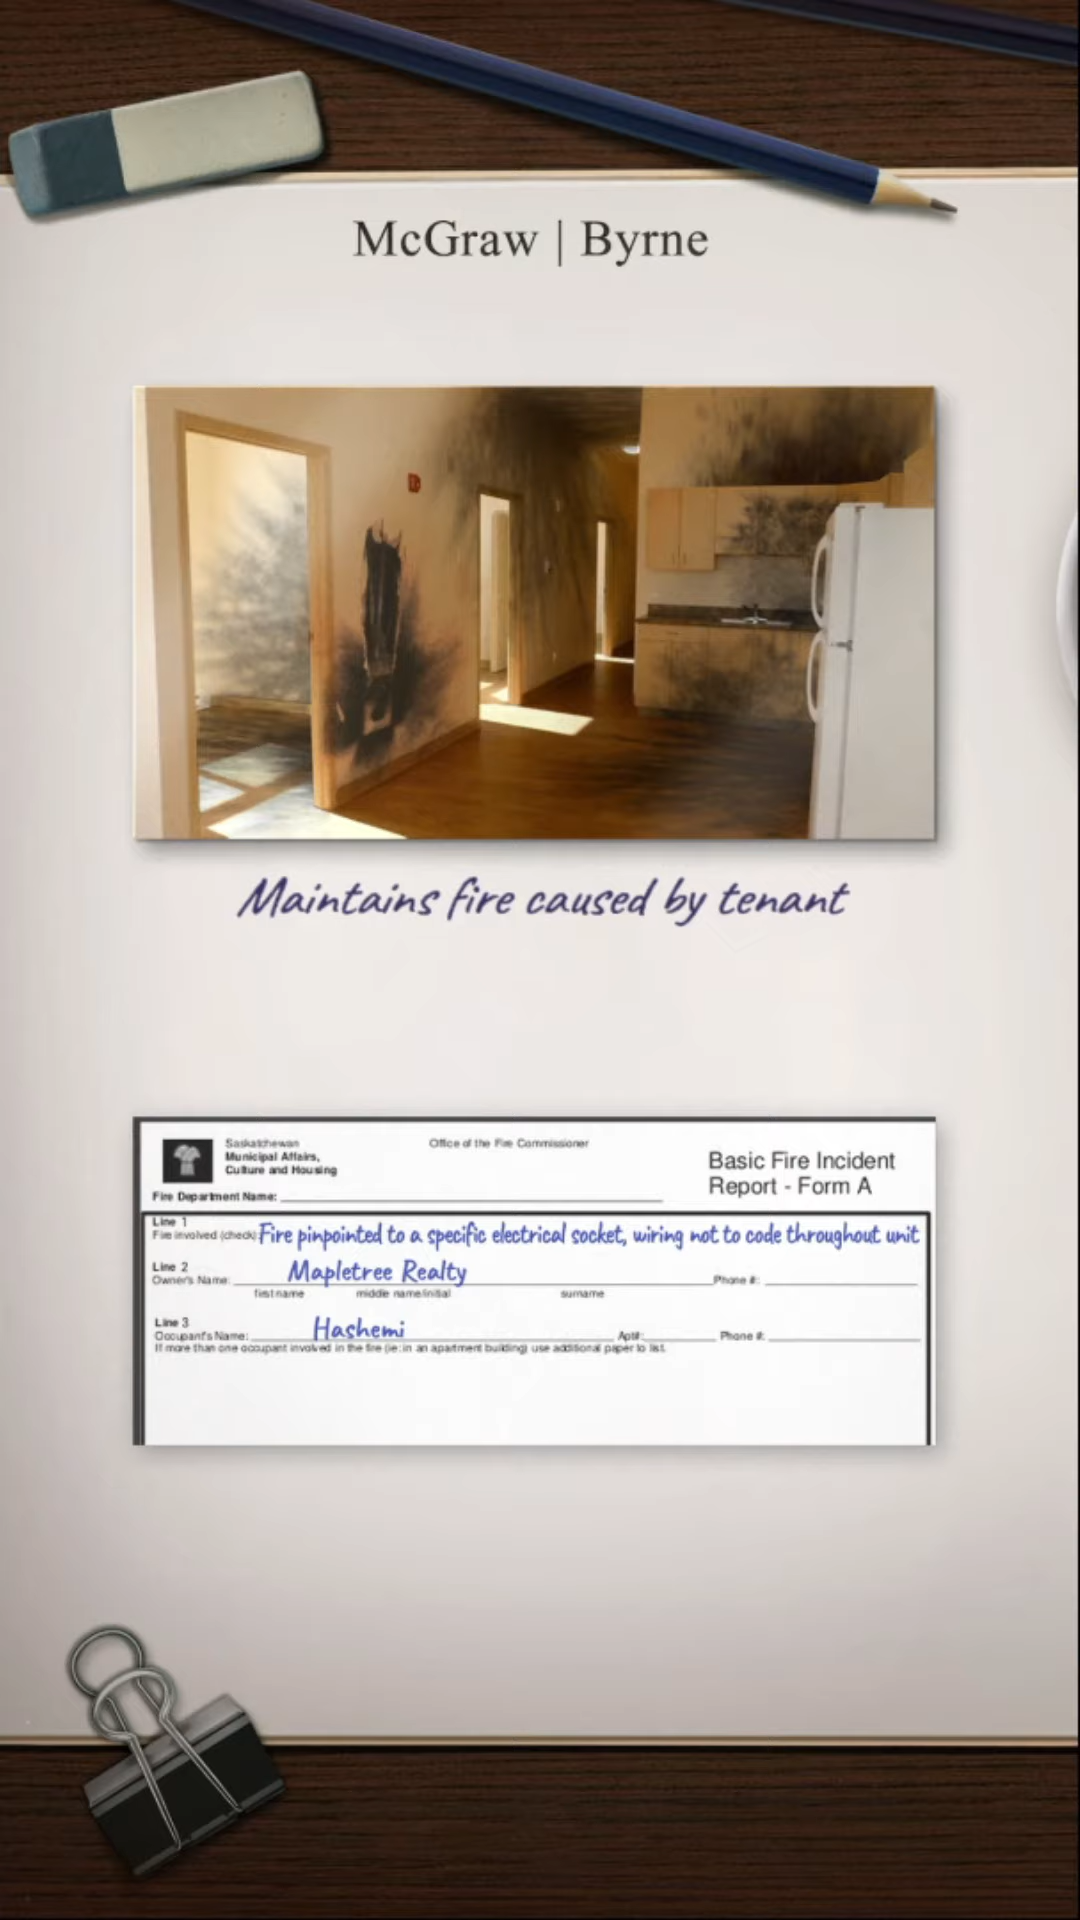 McGraw | Byrne
Maintains fire caused by tenant
Saskatchewan
Municipal Affairs,
Culture and Housing
Office of the Fire Commissioner
Basic Fire Incident
Report - Form A
Fire Department Name:
Line 1
Fire involved (check): Fire pinpointed to a specific electrical socket, wiring not to code throughout unit
Line 2
Owner's Name: Mapletree Realty Phone #:
first name middle name/initial surname
Line 3
Occupant's Name: Hashemi Apt#: Phone #:
If more than one occupant involved in the fire (ie: in an apartment building) use additional paper to list.